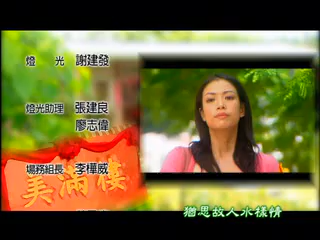 燈　光　謝建發
燈光助理　張建良
廖志偉
場務組長　李樺威
美滿樓
猶思故人水樣情